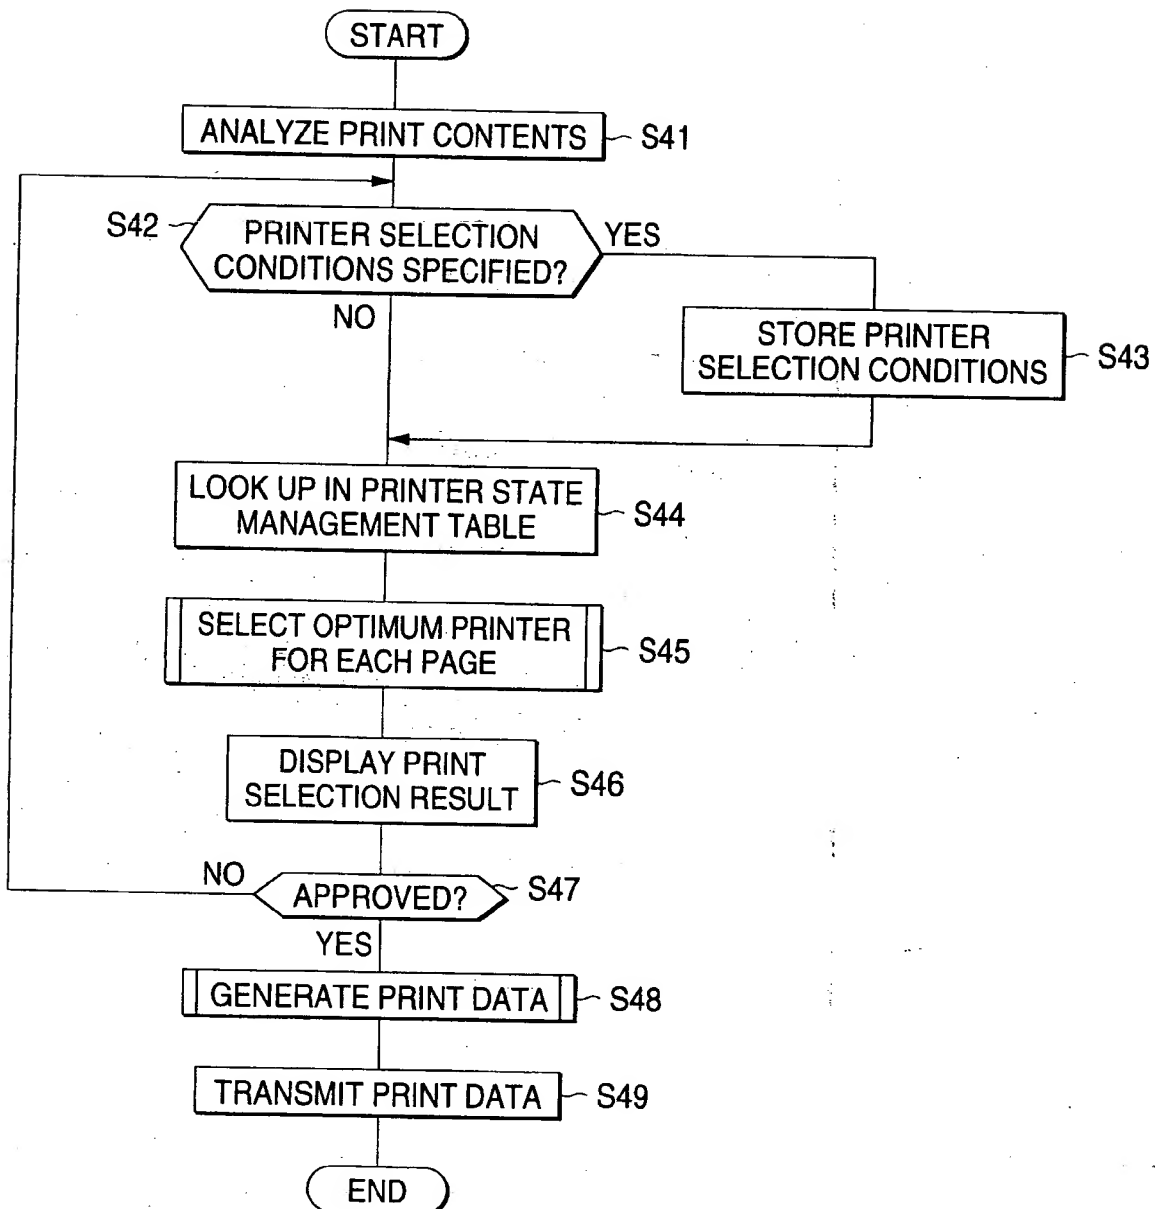 START
ANALYZE PRINT CONTENTS
S41
S42
PRINTER SELECTION
CONDITIONS SPECIFIED?
YES
NO
STORE PRINTER
SELECTION CONDITIONS
S43
LOOK UP IN PRINTER STATE
MANAGEMENT TABLE
S44
SELECT OPTIMUM PRINTER
FOR EACH PAGE
S45
DISPLAY PRINT
SELECTION RESULT
S46
NO
APPROVED?
S47
YES
GENERATE PRINT DATA
S48
TRANSMIT PRINT DATA
S49
END